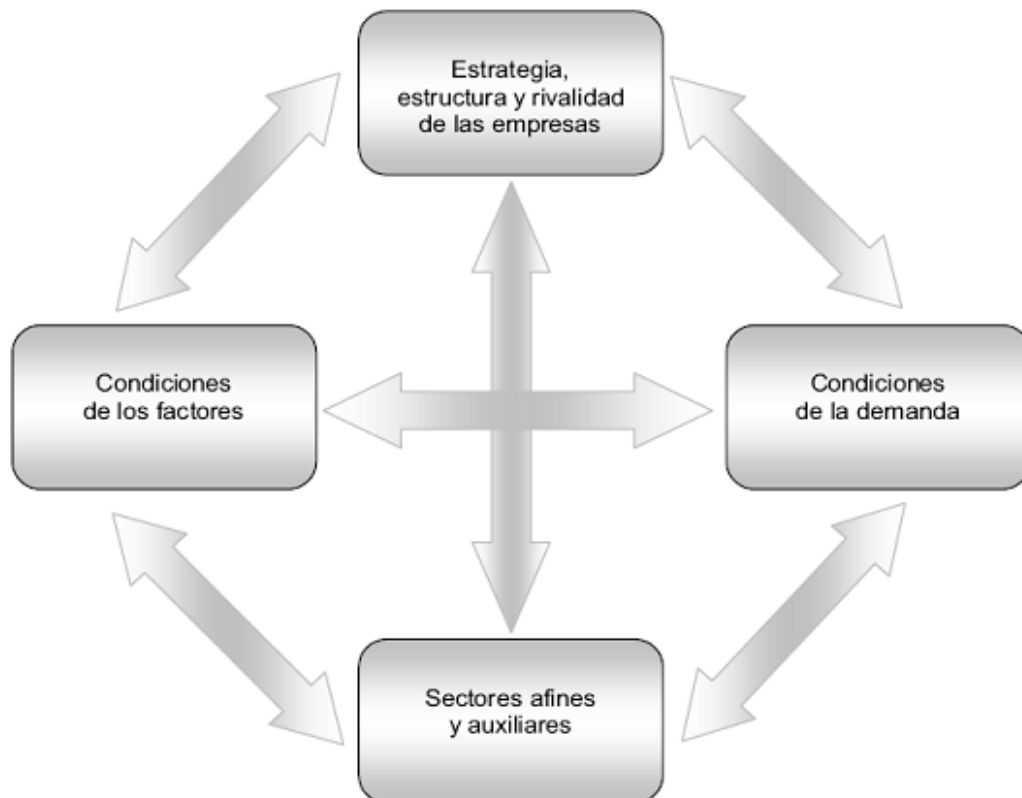 Estrategia,
estructura y rivalidad
de las empresas
Condiciones
de los factores
Condiciones
de la demanda
Sectores afines
y auxiliares